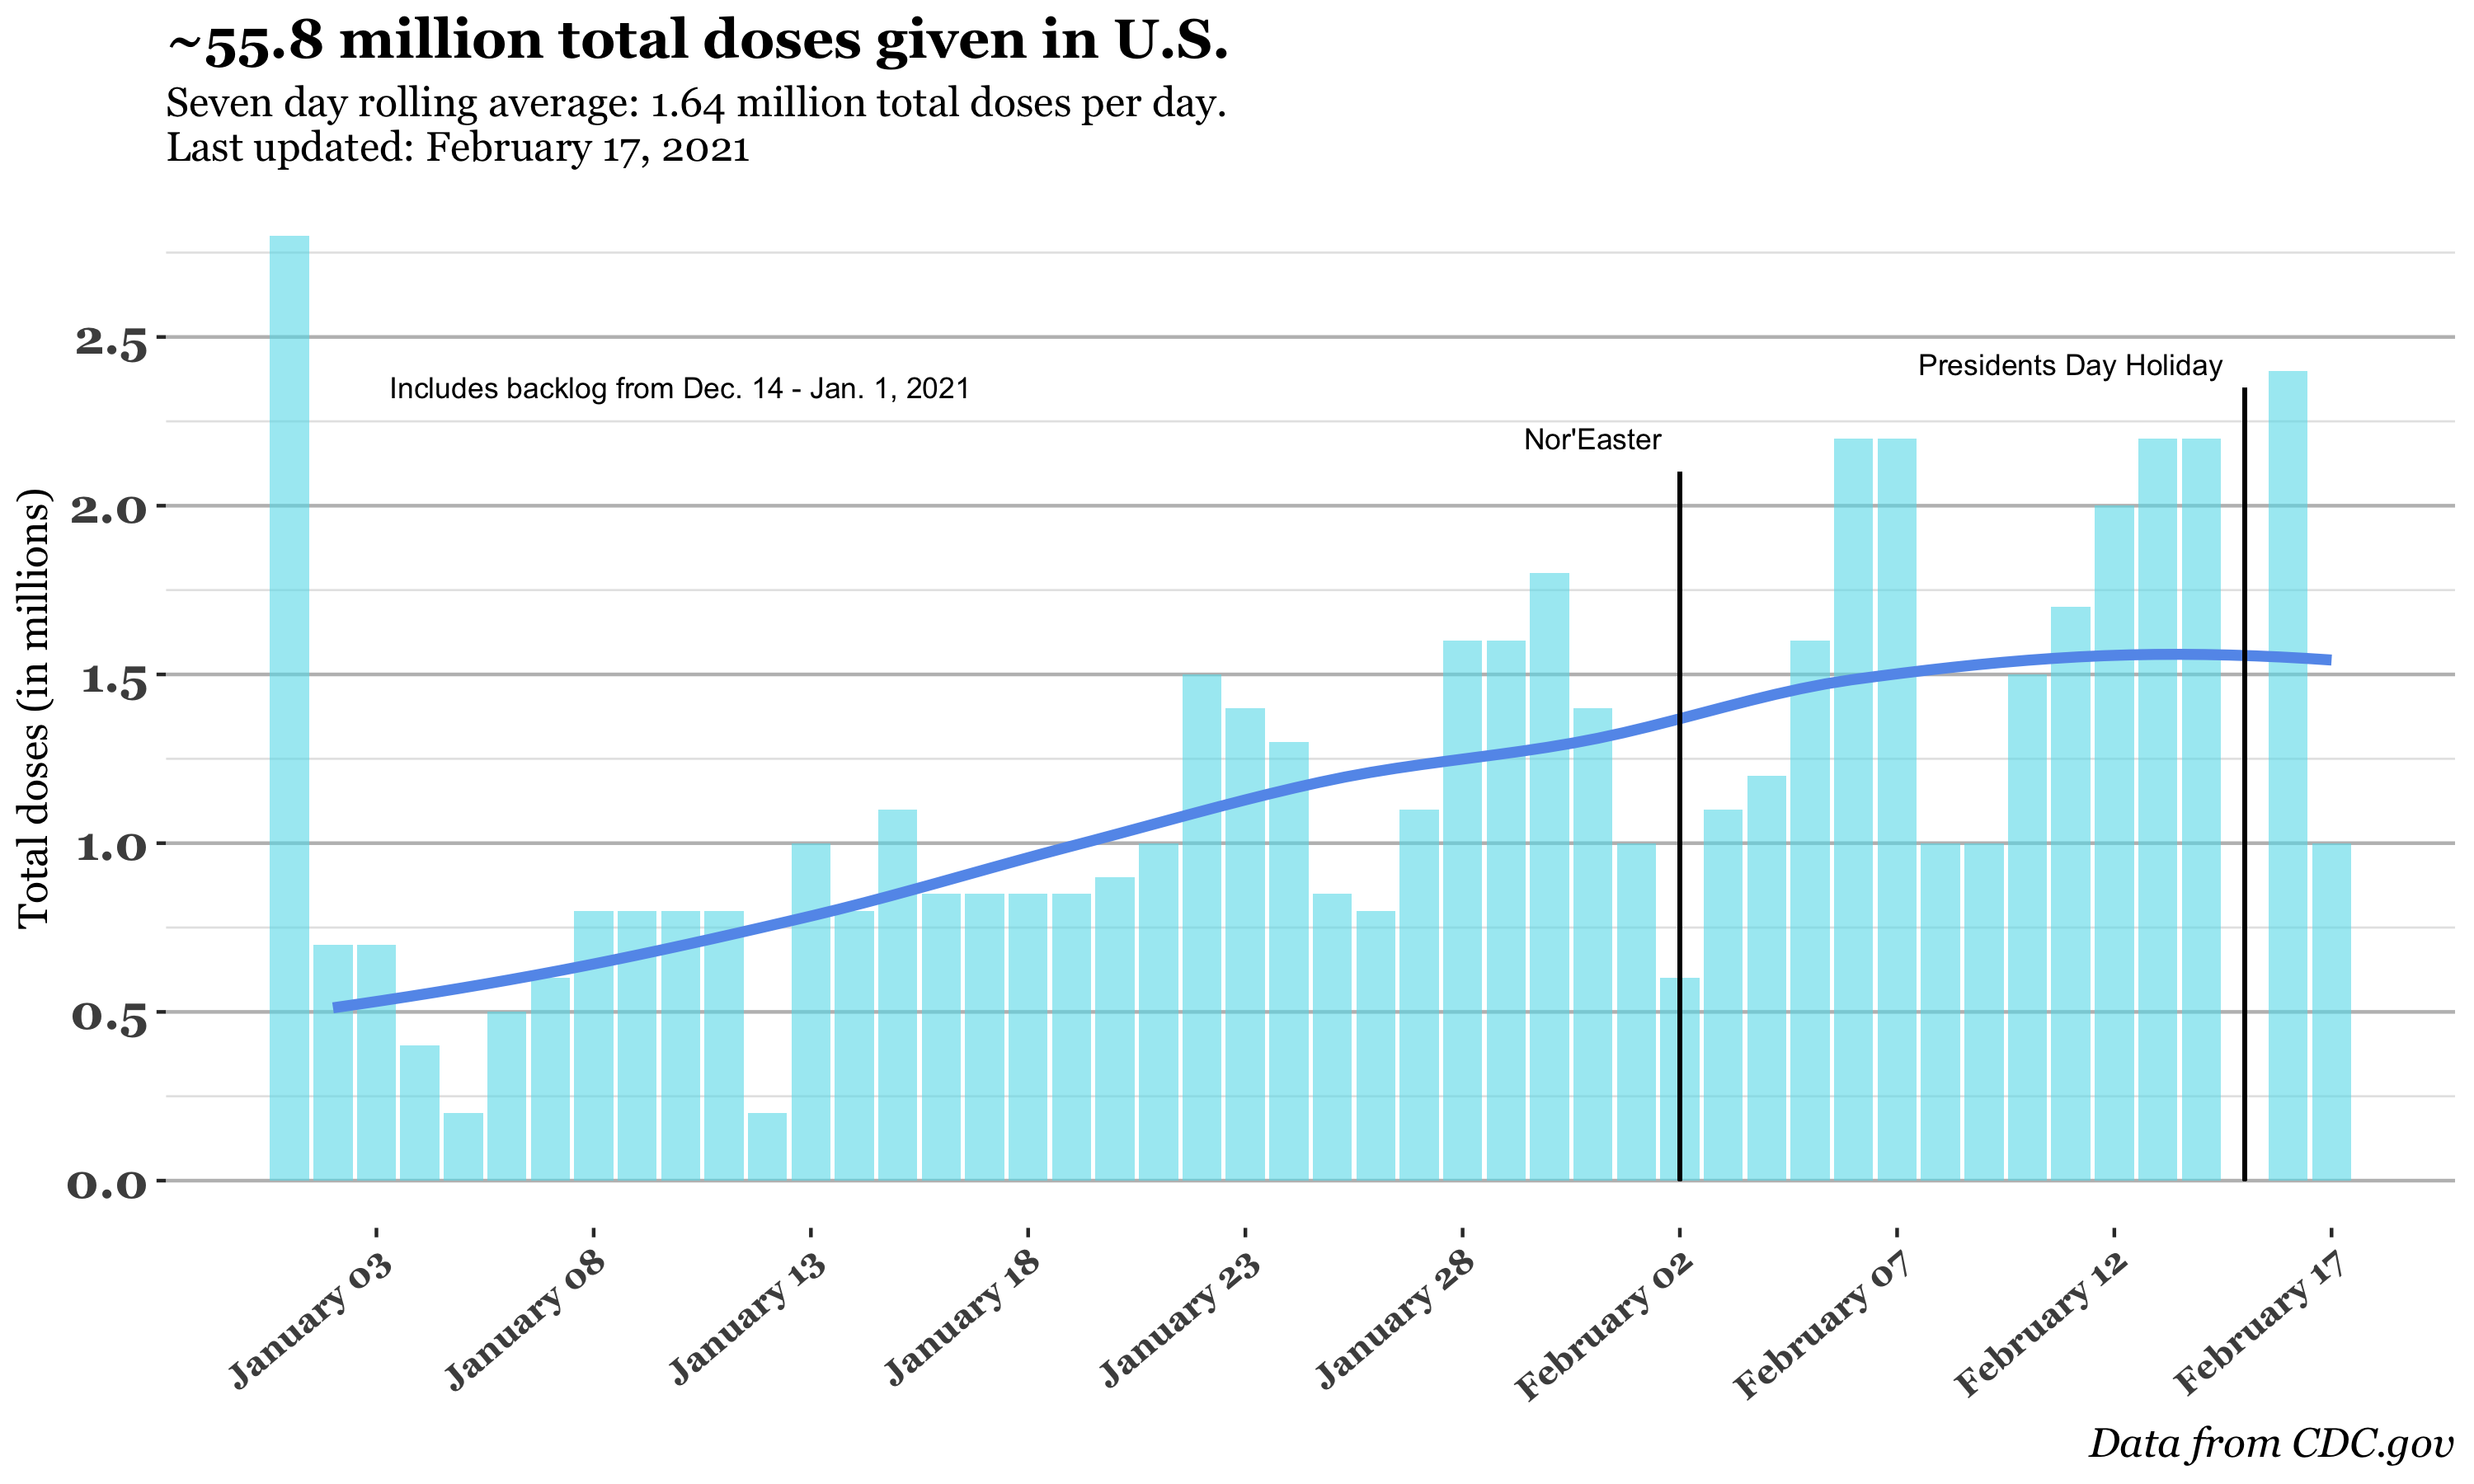 ~55.8 million total doses given in U.S.
Seven day rolling average: 1.64 million total doses per day.
Last updated: February 17, 2021
Total doses (in millions)
2.5
2.0
1.5
1.0
0.5
0.0
Includes backlog from Dec. 14 - Jan. 1, 2021
Nor'Easter
Presidents Day Holiday
January 03
January 08
January 13
January 18
January 23
January 28
February 02
February 07
February 12
February 17
Data from CDC.gov